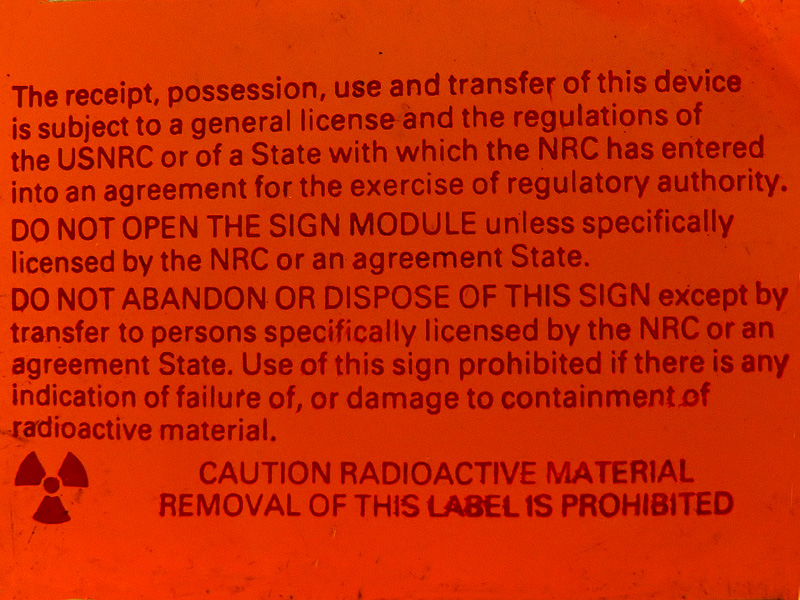 The receipt, possession, use and transfer of this device
is subject to a general license and the regulations of
the USNRC or of a State with which the NRC has entered
into an agreement for the exercise of regulatory authority.
DO NOT OPEN THE SIGN MODULE unless specifically
licensed by the NRC or an agreement State.
DO NOT ABANDON OR DISPOSE OF THIS SIGN except by
transfer to persons specifically licensed by the NRC or an
agreement State. Use of this sign prohibited if there is any
indication of failure of, or damage to containment of
radioactive material.
CAUTION RADIOACTIVE MATERIAL
REMOVAL OF THIS LABEL IS PROHIBITED